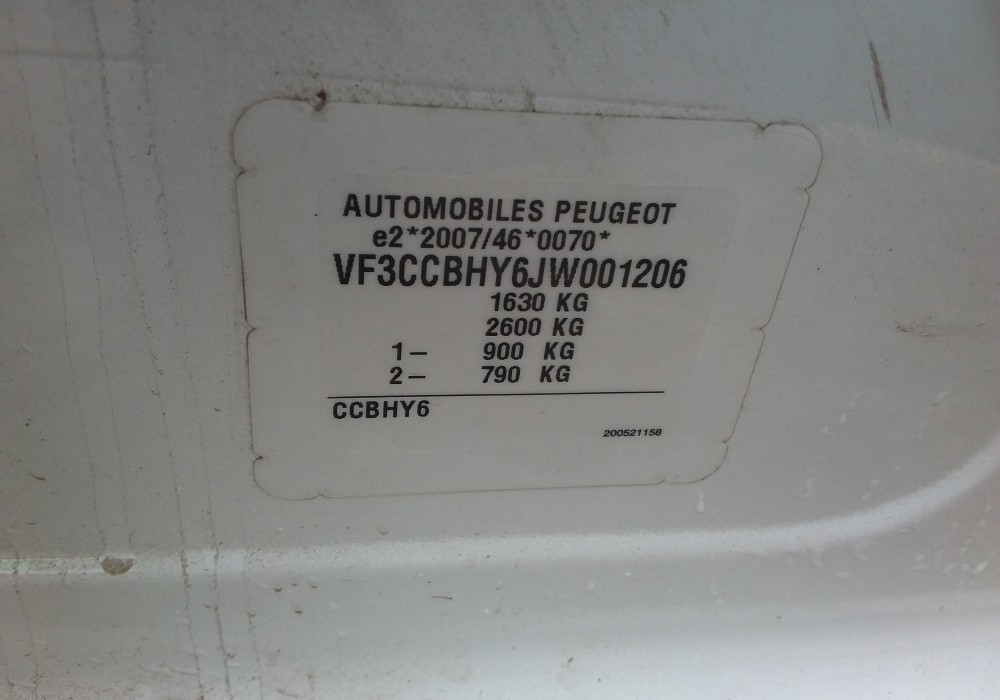 AUTOMOBILES PEUGEOT
e2*2007/46*0070*
VF3CCBHY6JW001206
1630 KG
2600 KG
1– 900 KG
2– 790 KG
CCBHY6
200521158